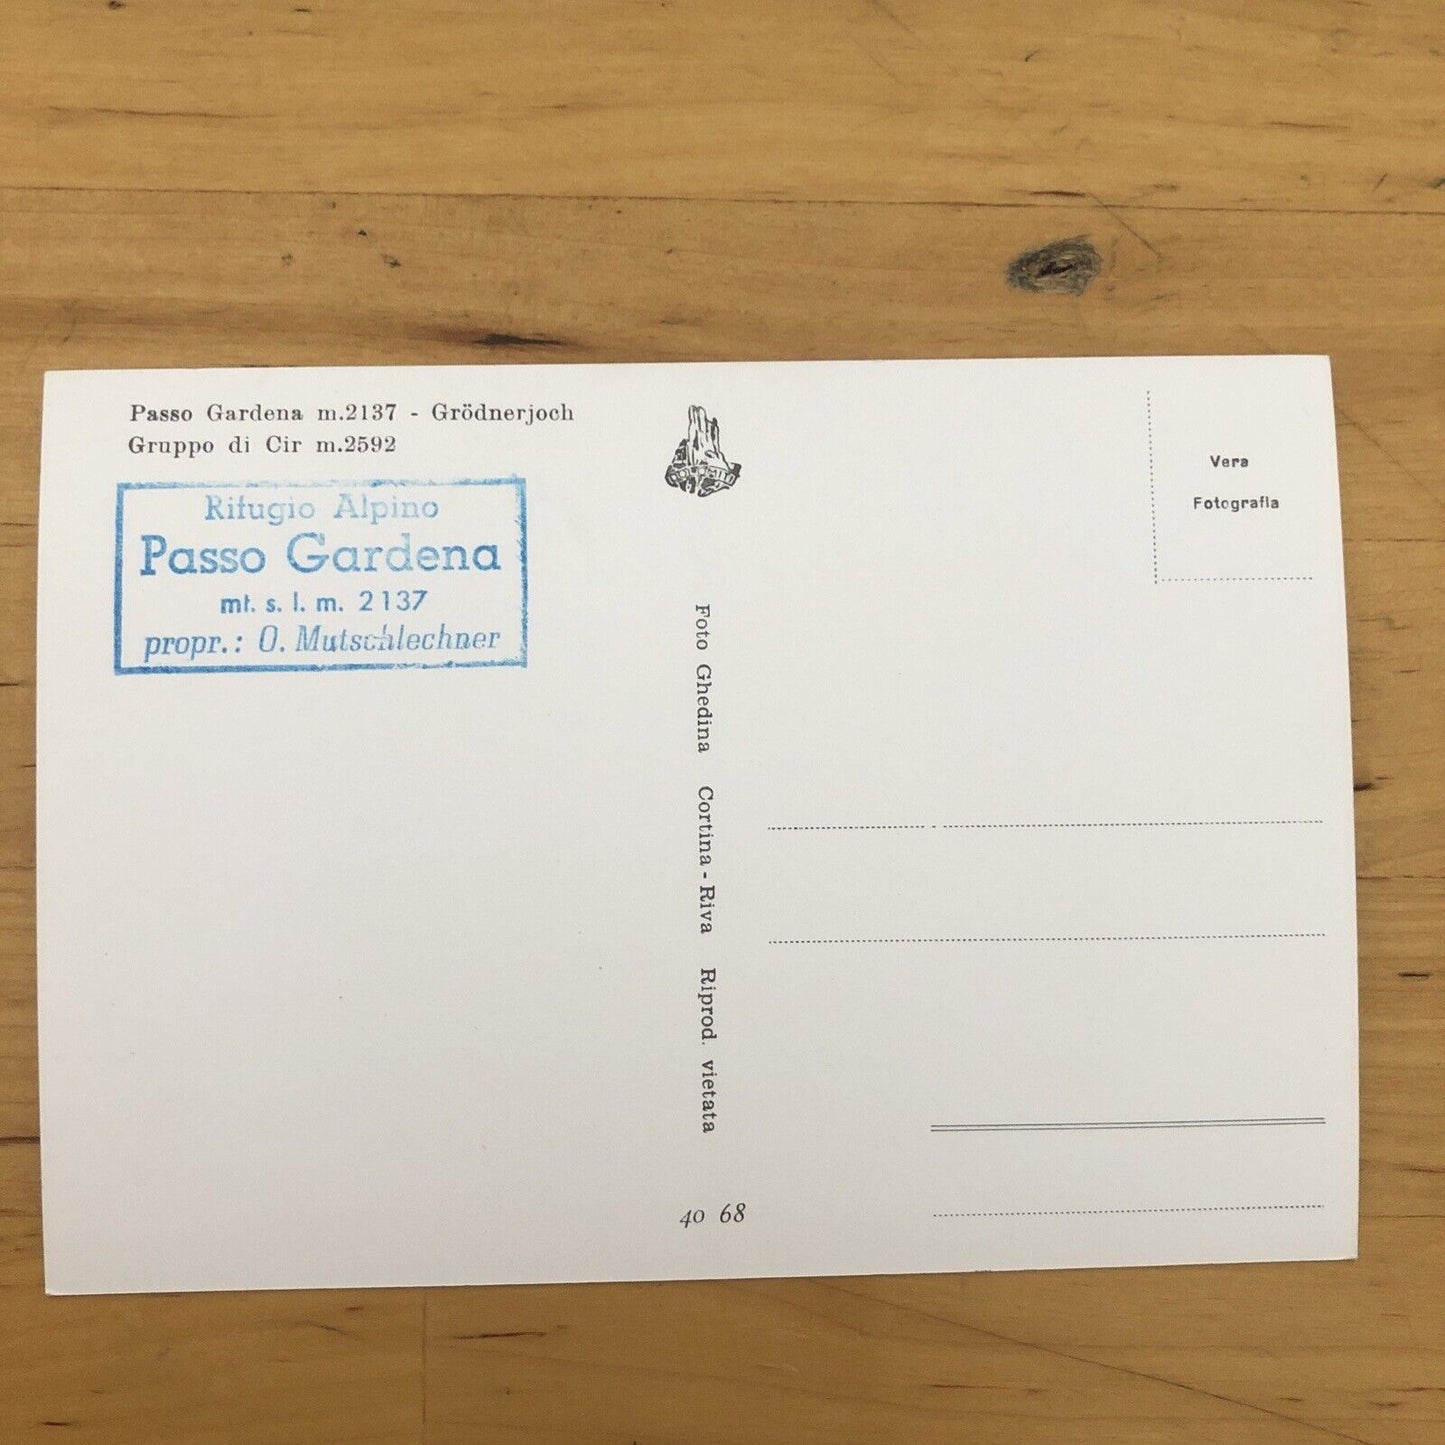 Passo Gardena m.2137 - Grödnerjoch
Gruppo di Cir m.2592
Rifugio Alpino
Passo Gardena
mt. s. l. m. 2137
propr.: O. Mutschlechner
DOLOMITI
Foto Ghedina Cortina - Riva Riprod. vietata
40 68
Vera
Fotografia